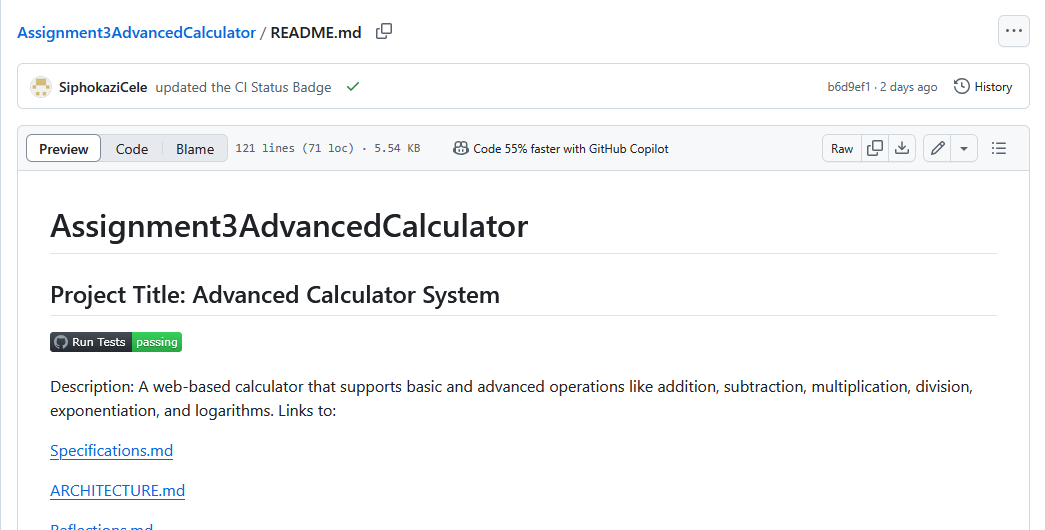 Assignment3AdvancedCalculator / README.md
SiphokaziCele updated the CI Status Badge b6d9ef1 · 2 days ago History
Preview Code Blame 121 lines (71 loc) · 5.54 KB Code 55% faster with GitHub Copilot Raw
Assignment3AdvancedCalculator
Project Title: Advanced Calculator System
Run Tests passing
Description: A web-based calculator that supports basic and advanced operations like addition, subtraction, multiplication, division,
exponentiation, and logarithms. Links to:
Specifications.md
ARCHITECTURE.md
Reflections.md